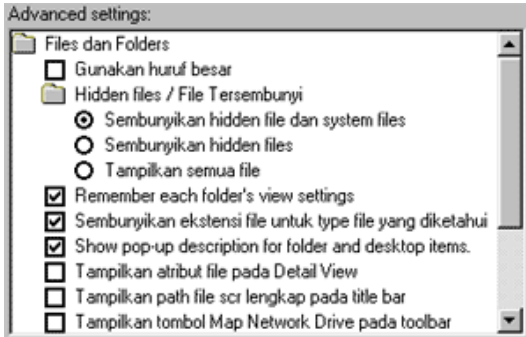 Advanced settings:
Files dan Folders
Gunakan huruf besar
Hidden files / File Tersembunyi
Sembunyikan hidden file dan system files
Sembunyikan hidden files
Tampilkan semua file
Remember each folder's view settings
Sembunyikan ekstensi file untuk type file yang diketahui
Show pop-up description for folder and desktop items.
Tampilkan atribut file pada Detail View
Tampilkan path file scr lengkap pada title bar
Tampilkan tombol Map Network Drive pada toolbar